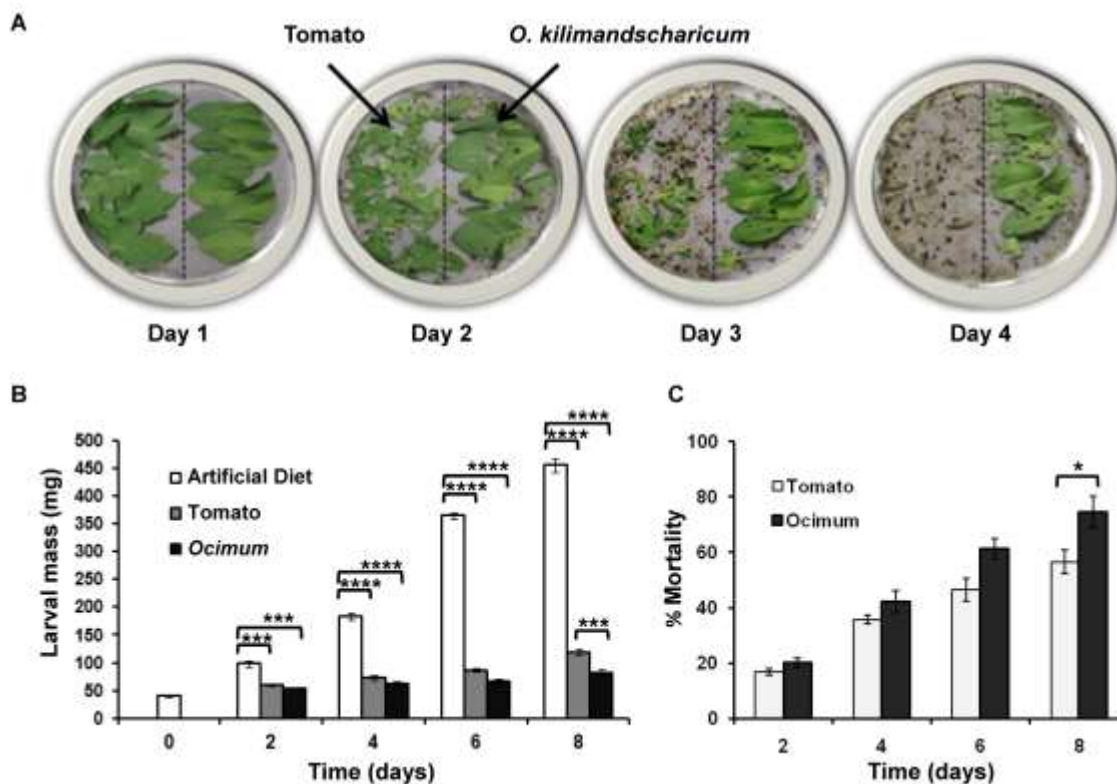 A
Tomato
O. kilimandscharicum
Day 1
Day 2
Day 3
Day 4
B
Larval mass (mg)
500
450
400
350
300
250
200
150
100
50
0
Artificial Diet
Tomato
Ocimum
***
***
****
****
****
****
****
****
***
0
2
4
6
8
Time (days)
C
% Mortality
100
80
60
40
20
0
Tomato
Ocimum
*
2
4
6
8
Time (days)